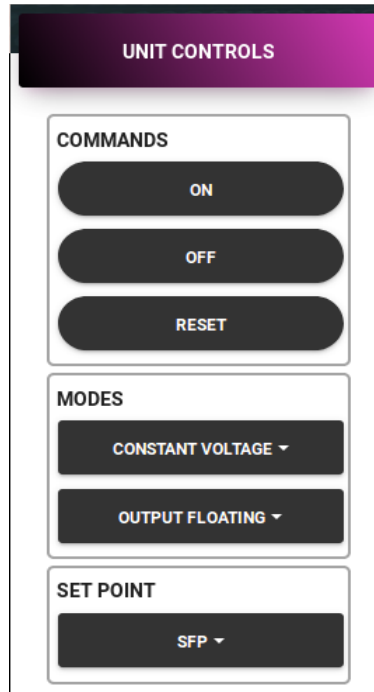 UNIT CONTROLS
COMMANDS
ON
OFF
RESET
MODES
CONSTANT VOLTAGE
OUTPUT FLOATING
SET POINT
SFP